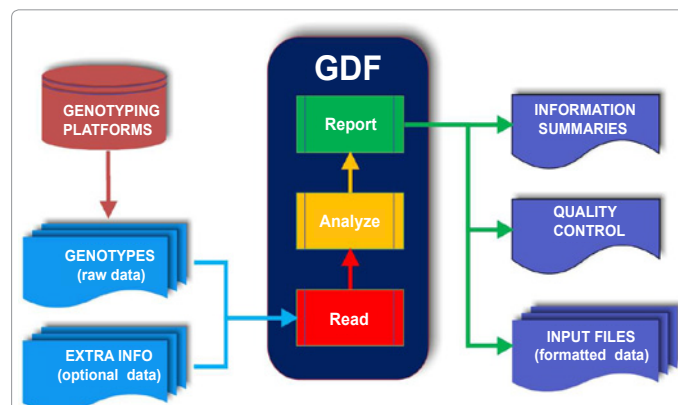 GDF
GENOTYPING
PLATFORMS
GENOTYPES
(raw data)
EXTRA INFO
(optional data)
Report
Analyze
Read
INFORMATION
SUMMARIES
QUALITY
CONTROL
INPUT FILES
(formatted data)